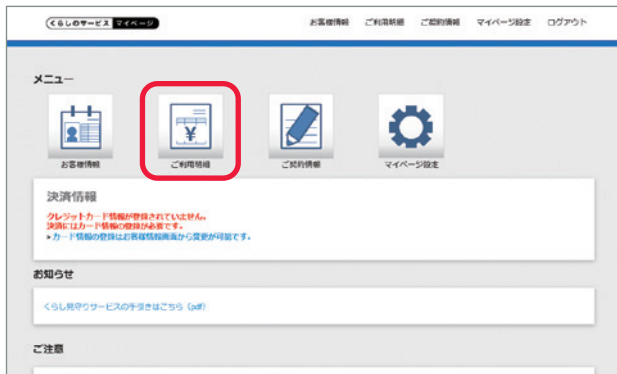 くらしのサービス マイページ
お客様情報 ご利用明細 ご契約情報 マイページ設定 ログアウト
メニュー
¥
お客様情報 ご利用明細 ご契約情報 マイページ設定
決済情報
クレジットカード情報が登録されていません。
決済にはカード情報の登録が必要です。
▸カード情報の登録はお客様情報画面から変更が可能です。
お知らせ
くらし見守りサービスの手引きはこちら（pdf）
ご注意